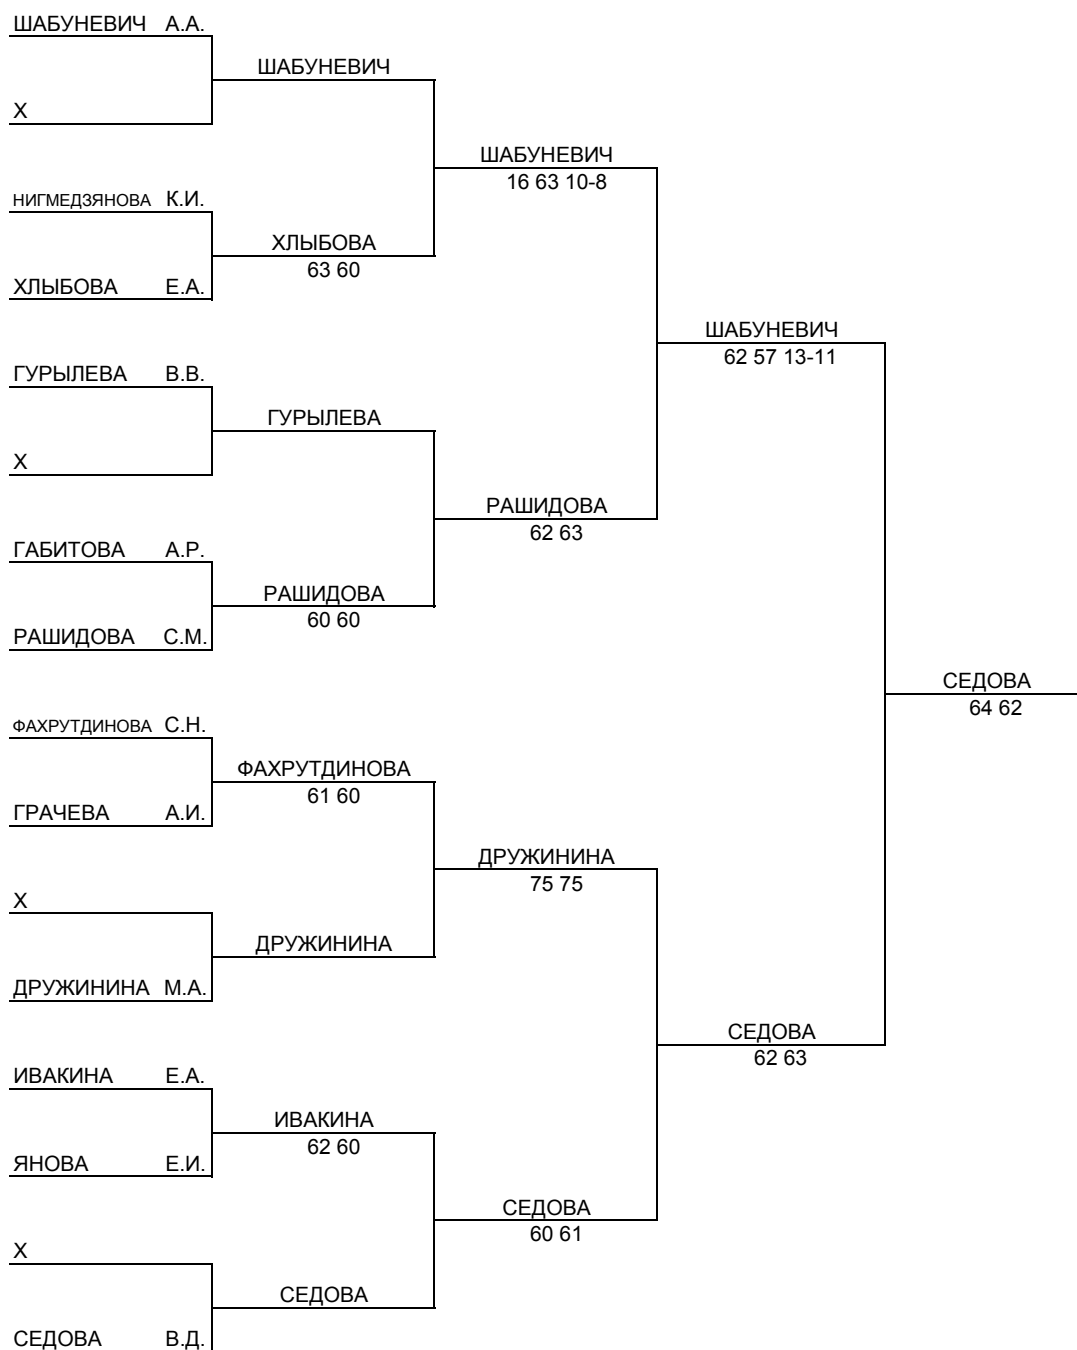 ШАБУНЕВИЧ А.А.
ШАБУНЕВИЧ
Х
ШАБУНЕВИЧ
16 63 10-8
НИГМЕДЗЯНОВА К.И.
ХЛЫБОВА
63 60
ХЛЫБОВА Е.А.
ШАБУНЕВИЧ
62 57 13-11
ГУРЫЛЕВА В.В.
ГУРЫЛЕВА
Х
РАШИДОВА
62 63
ГАБИТОВА А.Р.
РАШИДОВА
60 60
РАШИДОВА С.М.
СЕДОВА
64 62
ФАХРУТДИНОВА С.Н.
ФАХРУТДИНОВА
61 60
ГРАЧЕВА А.И.
ДРУЖИНИНА
75 75
Х
ДРУЖИНИНА
ДРУЖИНИНА М.А.
СЕДОВА
62 63
ИВАКИНА Е.А.
ИВАКИНА
62 60
ЯНОВА Е.И.
СЕДОВА
60 61
Х
СЕДОВА
СЕДОВА В.Д.